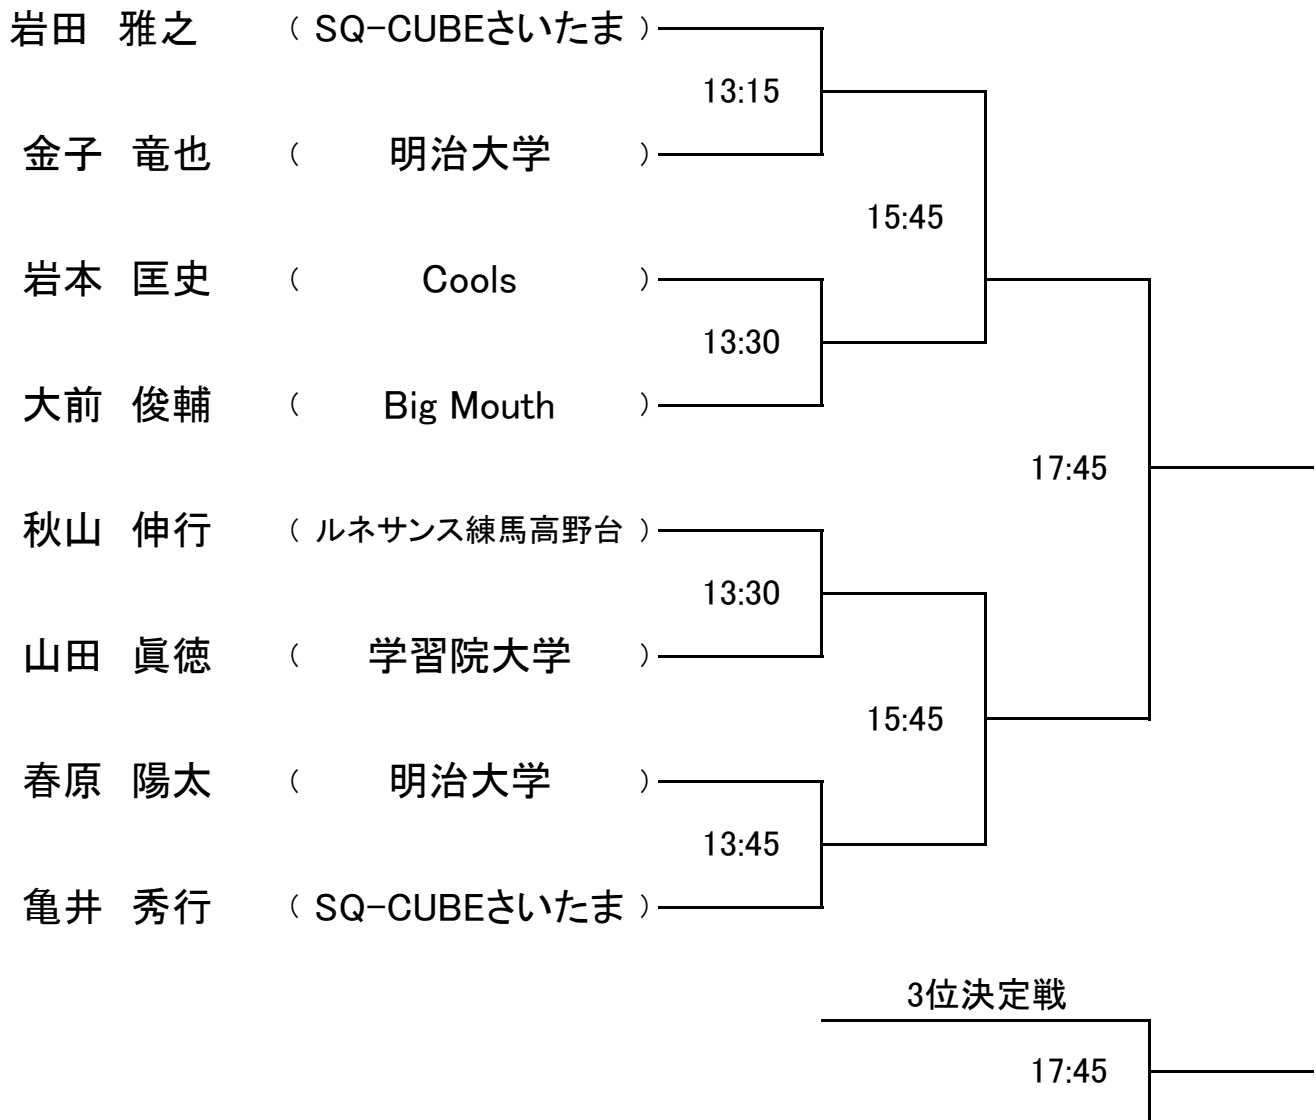 岩田 雅之 ( SQ-CUBEさいたま )
13:15
金子 竜也 ( 明治大学 )
15:45
岩本 匡史 ( Cools )
13:30
大前 俊輔 ( Big Mouth )
17:45
秋山 伸行 ( ルネサンス練馬高野台 )
13:30
山田 眞徳 ( 学習院大学 )
15:45
春原 陽太 ( 明治大学 )
13:45
亀井 秀行 ( SQ-CUBEさいたま )
3位決定戦
17:45